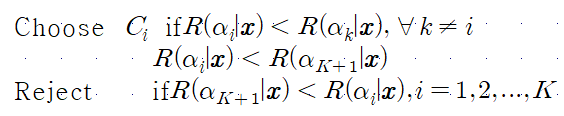 Choose C_i if R(α_i|x) < R(α_k|x), ∀k ≠ i
R(α_i|x) < R(α_{K+1}|x)
Reject if R(α_{K+1}|x) < R(α_i|x), i = 1,2,...,K